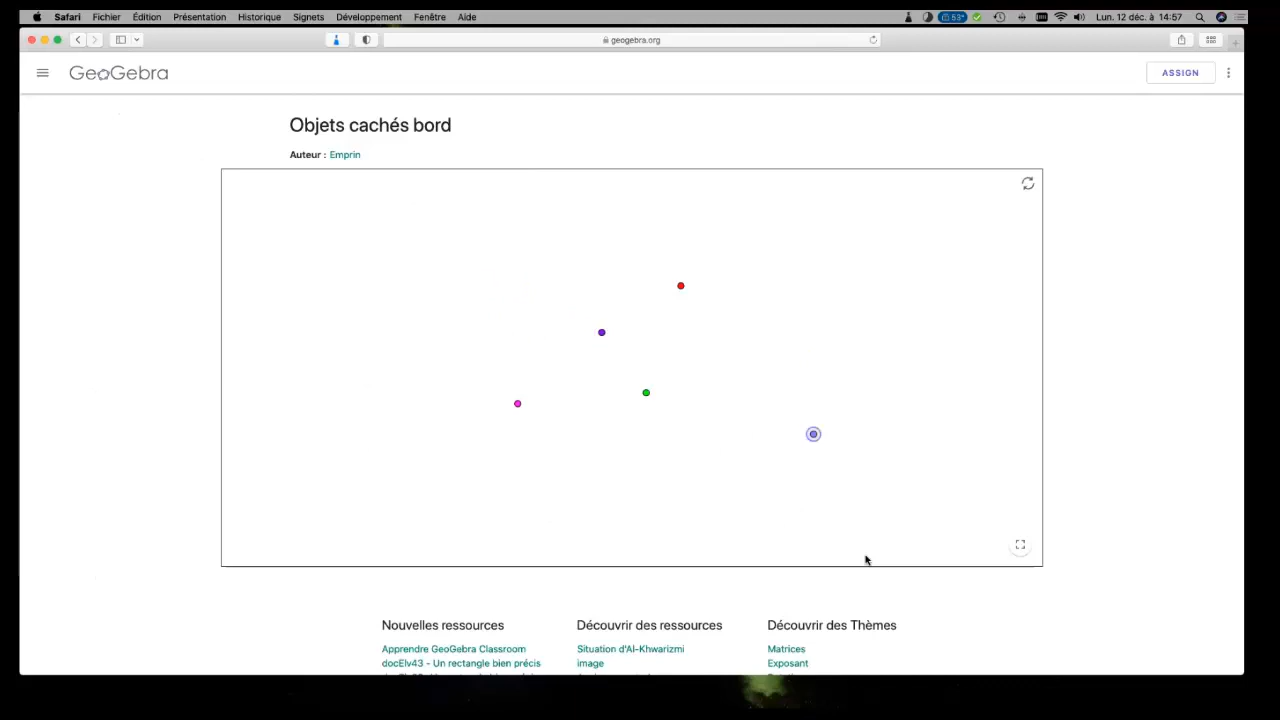 Safari Fichier Édition Présentation Historique Signets Développement Fenêtre Aide 53° Lun. 12 déc. à 14:57
geogebra.org
GeoGebra ASSIGN
Objets cachés bord
Auteur : Emprin
Nouvelles ressources Découvrir des ressources Découvrir des Thèmes
Apprendre GeoGebra Classroom Situation d'Al-Khwarizmi Matrices
docElv43 - Un rectangle bien précis image Exposant